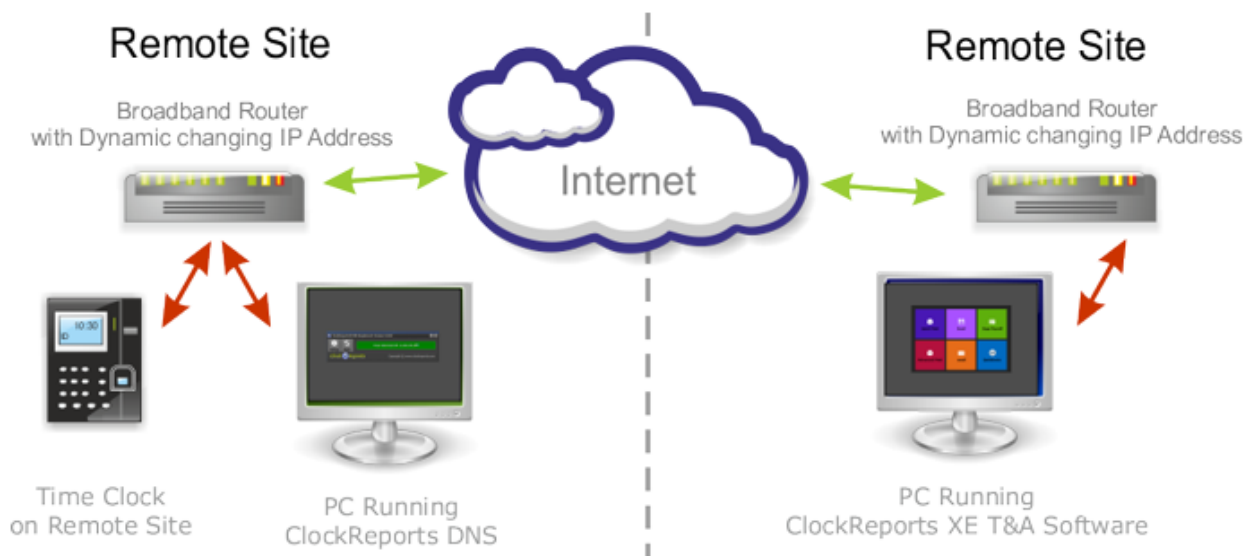 Remote Site
Broadband Router
with Dynamic changing IP Address
Internet
Remote Site
Broadband Router
with Dynamic changing IP Address
10:30
ID
Time Clock
on Remote Site
PC Running
ClockReports DNS
PC Running
ClockReports XE T&A Software